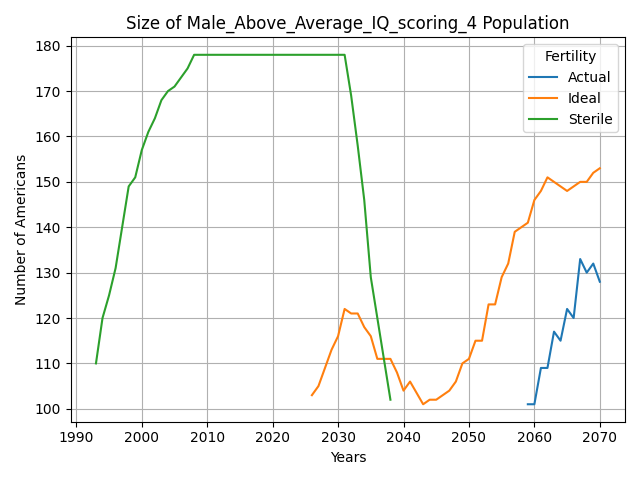 Size of Male_Above_Average_IQ_scoring_4 Population
Number of Americans
180
170
160
150
140
130
120
110
100
Fertility
Actual
Ideal
Sterile
1990
2000
2010
2020
2030
2040
2050
2060
2070
Years